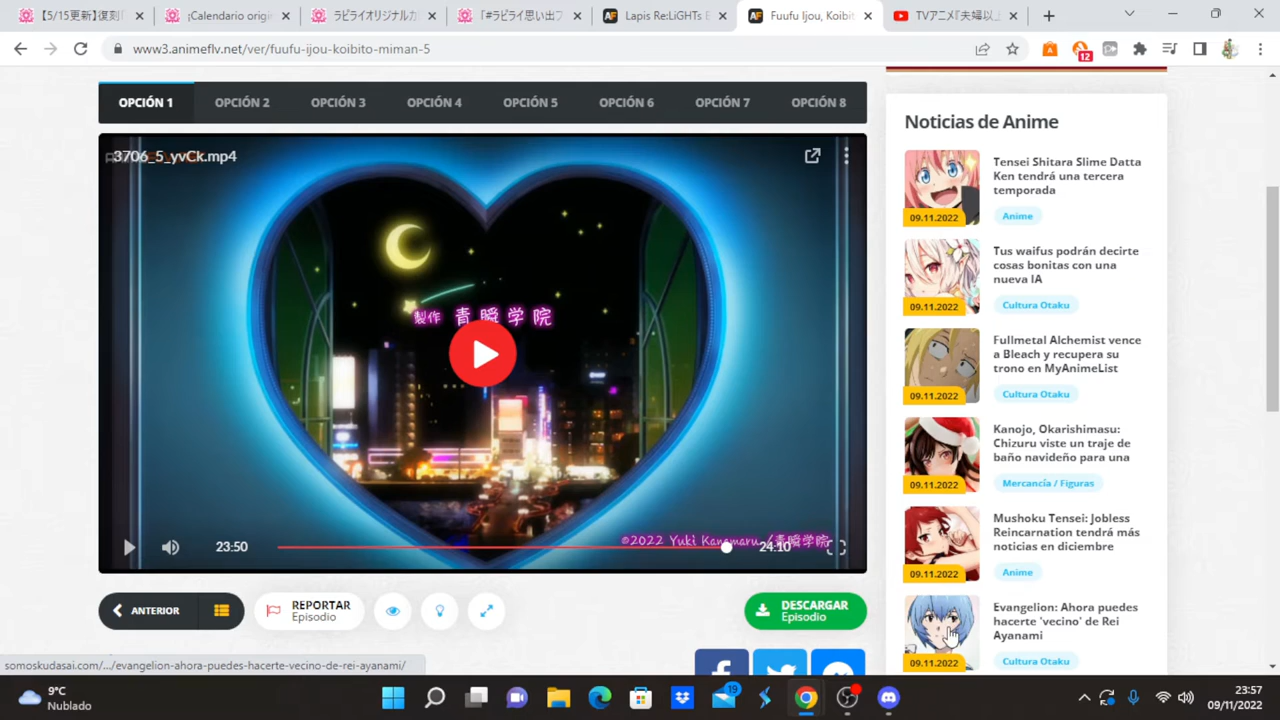 【5/15更新】復刻『
¡Calendario origin
ラピライオリジナルカ
『#ラピライ思い出フ
Lapis Re:LiGHTs E
Fuufu Ijou, Koibit
TVアニメ『夫婦以上
www3.animeflv.net/ver/fuufu-ijou-koibito-miman-5
12
OPCIÓN 1
OPCIÓN 2
OPCIÓN 3
OPCIÓN 4
OPCIÓN 5
OPCIÓN 6
OPCIÓN 7
OPCIÓN 8
3706_5_yvCk.mp4
製作 青瞬学院
23:50
24:10
©2022 Yuki Kanamaru／青瞬学院
ANTERIOR
REPORTAR
Episodio
DESCARGAR
Episodio
Noticias de Anime
Tensei Shitara Slime Datta
Ken tendrá una tercera
temporada
09.11.2022
Anime
Tus waifus podrán decirte
cosas bonitas con una
nueva IA
09.11.2022
Cultura Otaku
Fullmetal Alchemist vence
a Bleach y recupera su
trono en MyAnimeList
09.11.2022
Cultura Otaku
Kanojo, Okarishimasu:
Chizuru viste un traje de
baño navideño para una
09.11.2022
Mercancía / Figuras
Mushoku Tensei: Jobless
Reincarnation tendrá más
noticias en diciembre
09.11.2022
Anime
Evangelion: Ahora puedes
hacerte 'vecino' de Rei
Ayanami
09.11.2022
Cultura Otaku
somoskudasai.com/.../evangelion-ahora-puedes-hacerte-vecino-de-rei-ayanami/
9°C
Nublado
19
23:57
09/11/2022